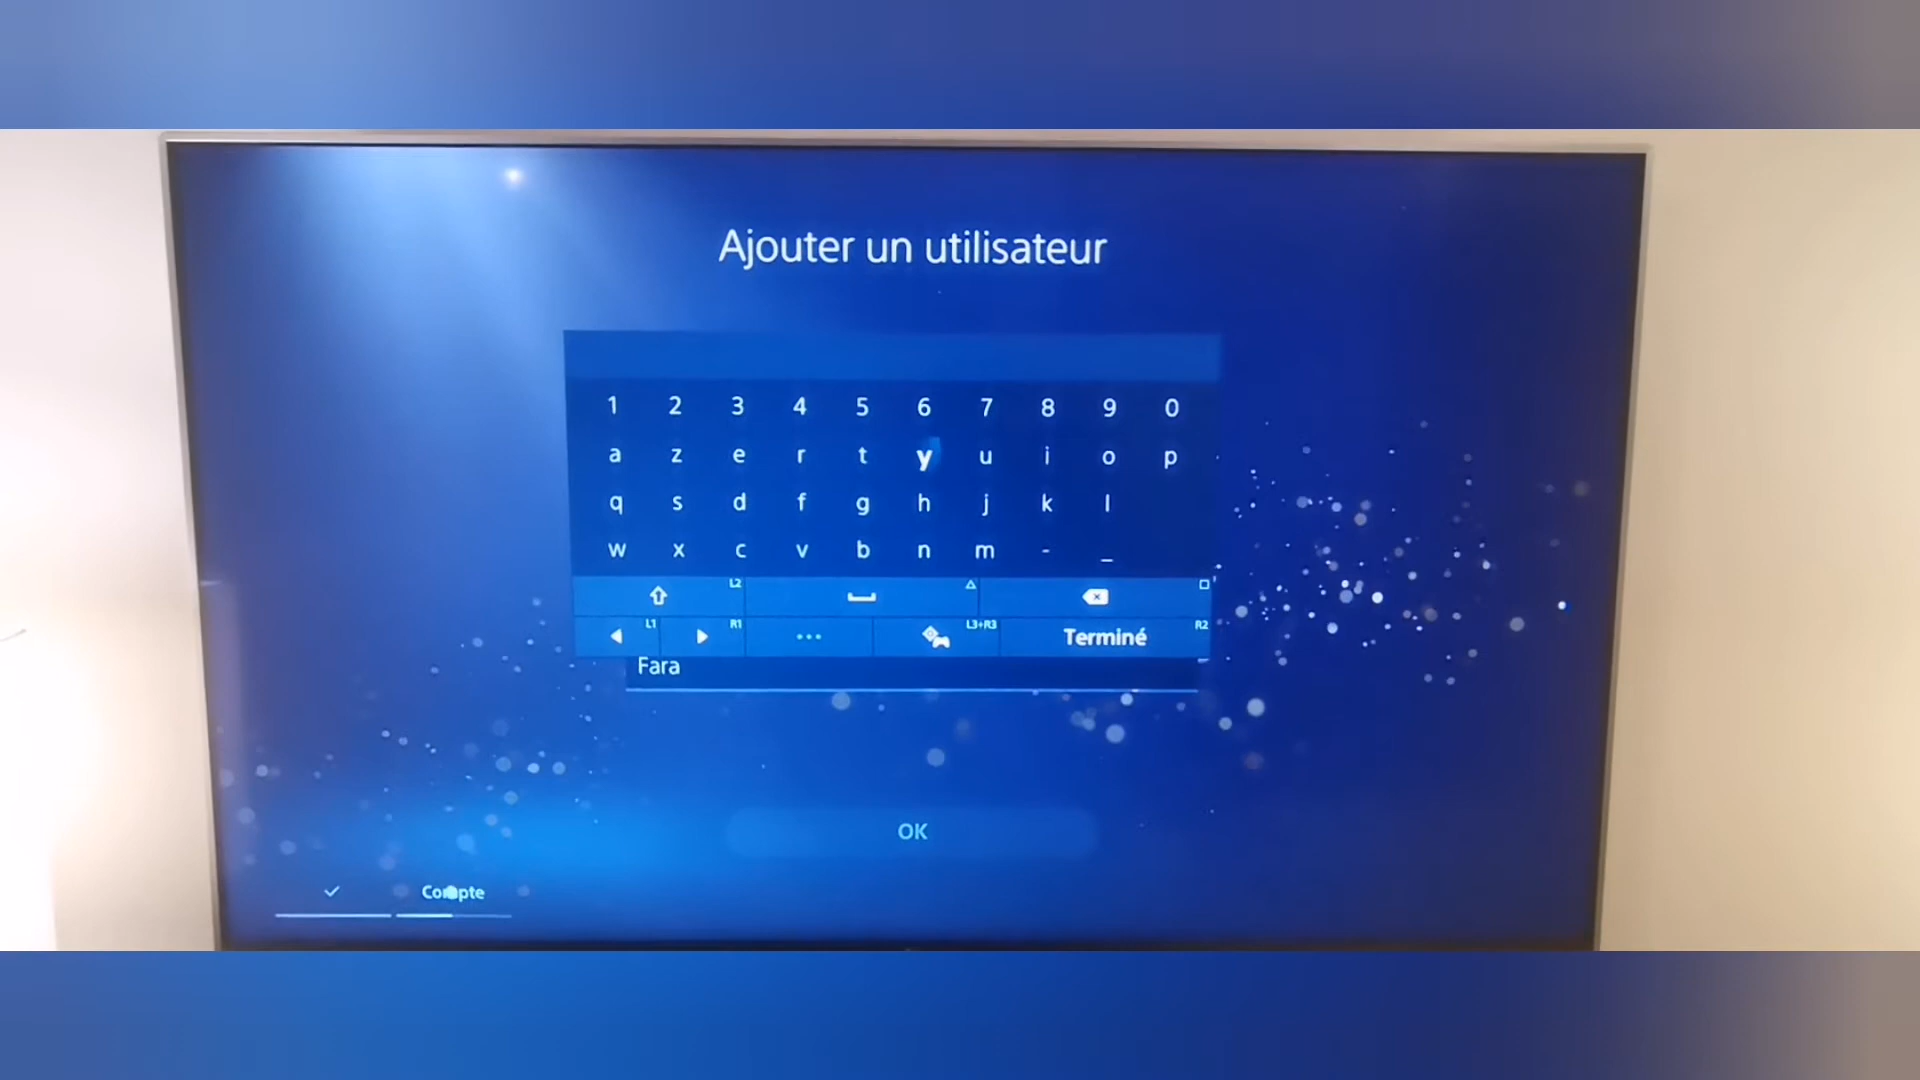 Ajouter un utilisateur
1 2 3 4 5 6 7 8 9 0
a z e r t y u i o p
q s d f g h j k l
w x c v b n m - _
L2
L1 R1 ... L3+R3 Terminé R2
Fara
OK
Compte